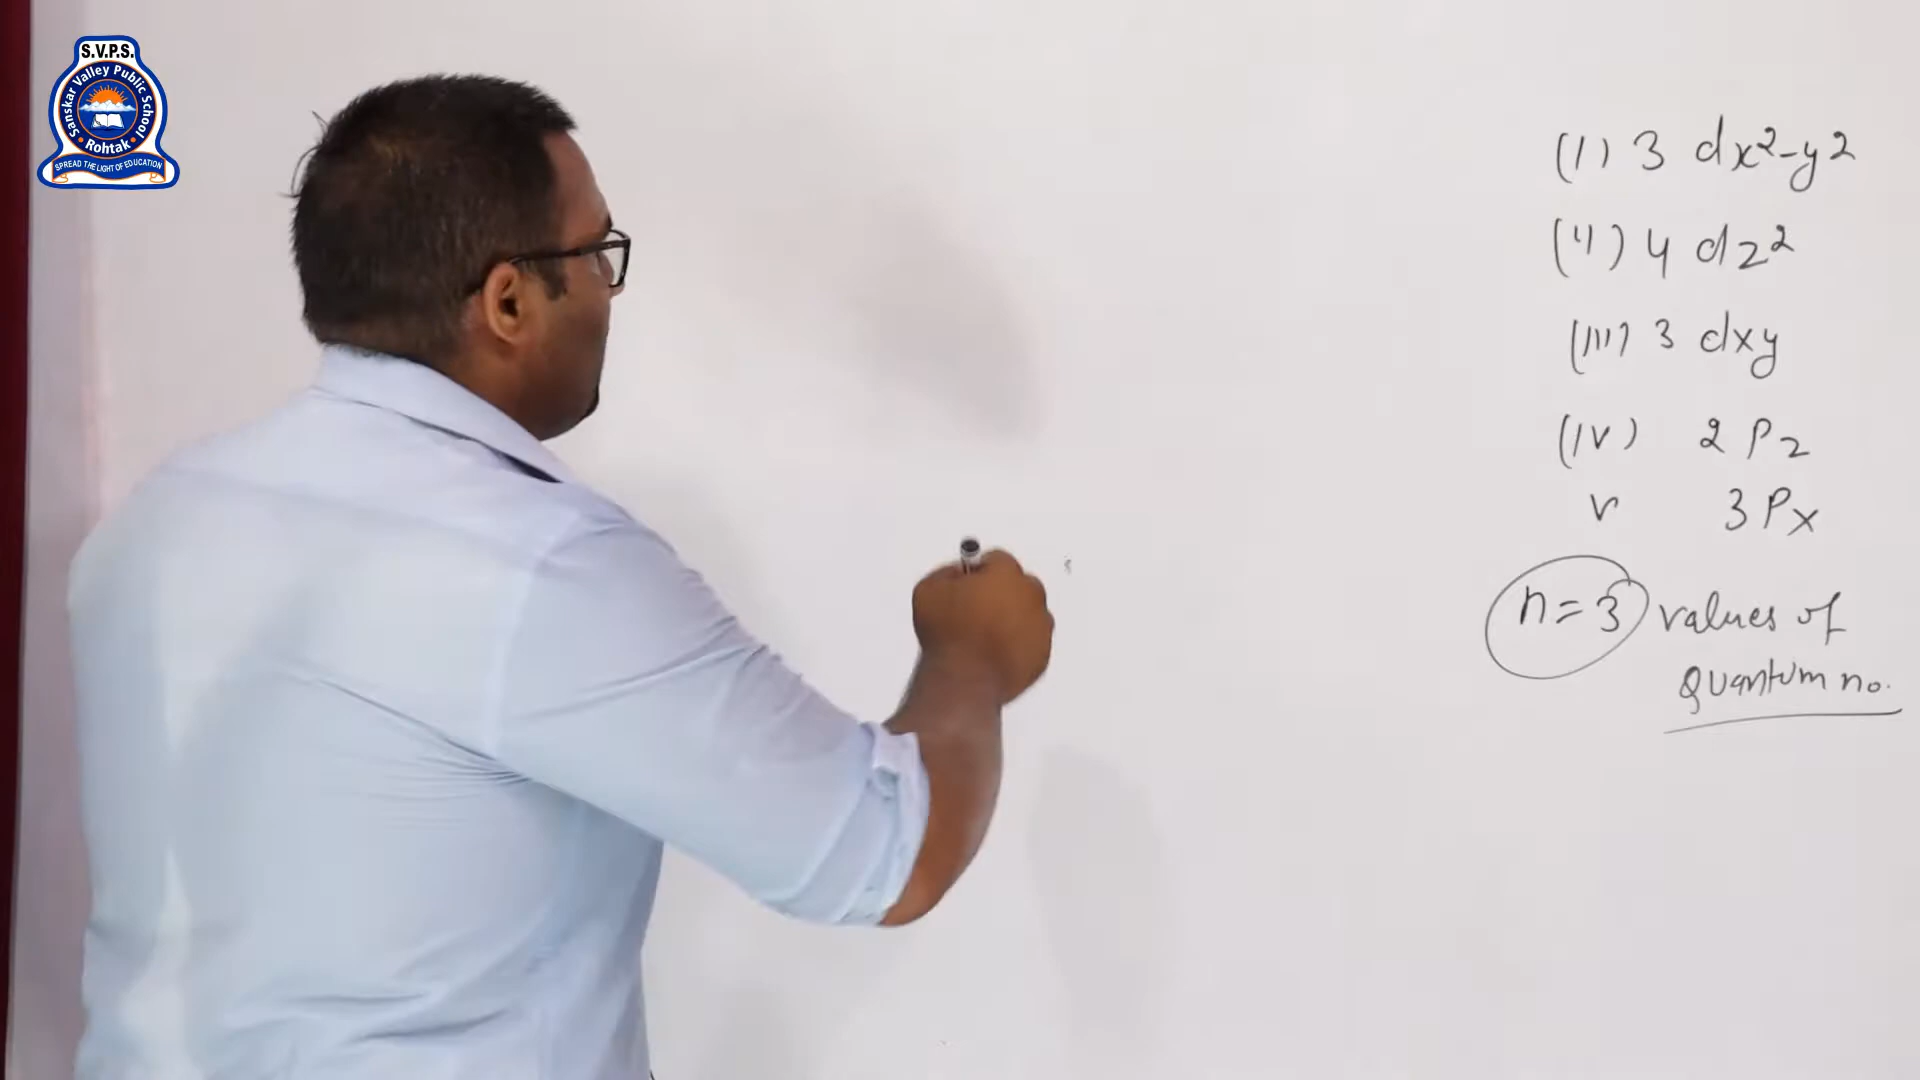 S.V.P.S.
Sanskar Valley Public School
Rohtak
SPREAD THE LIGHT OF EDUCATION
(I) 3 dx²-y2
(II) 4 dz²
(III) 3 dxy
(IV) 2 Pz
V 3 Px
n=3 values of
Quantum no.